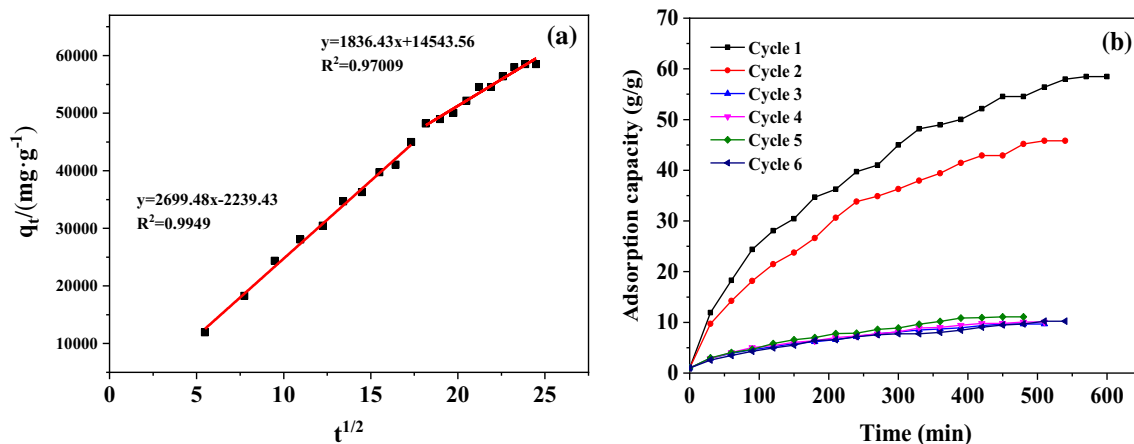 (a)
y=1836.43x+14543.56
R²=0.97009
y=2699.48x-2239.43
R²=0.9949
60000
50000
40000
30000
20000
10000
qₜ/(mg·g⁻¹)
0 5 10 15 20 25
t¹/²
(b)
Cycle 1
Cycle 2
Cycle 3
Cycle 4
Cycle 5
Cycle 6
70
60
50
40
30
20
10
0
Adsorption capacity (g/g)
0 100 200 300 400 500 600
Time (min)